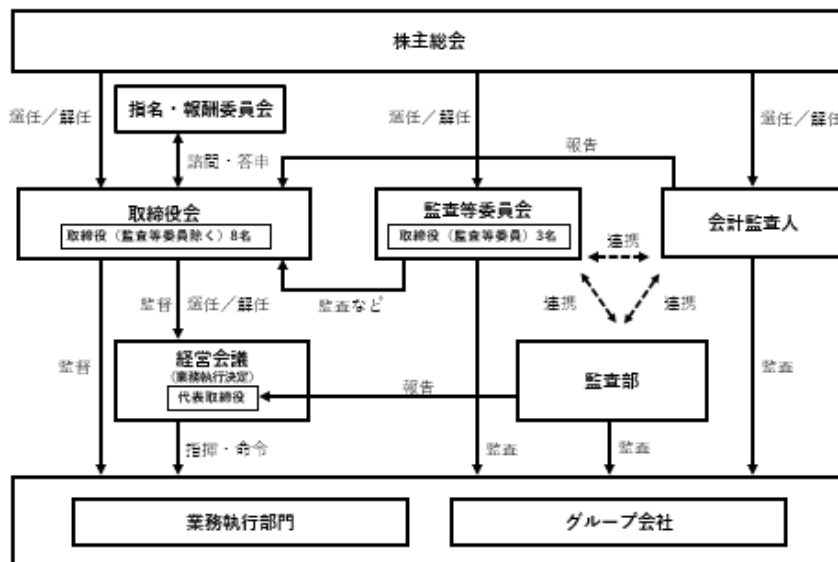 株主総会
選任／解任
指名・報酬委員会
選任／解任
選任／解任
諮問・答申
報告
取締役会
取締役（監査等委員除く）8名
監査等委員会
取締役（監査等委員）3名
会計監査人
連携
監督
選任／解任
監査など
連携
連携
監督
経営会議
（業務執行決定）
代表取締役
報告
監査部
監査
指揮・命令
監査
監査
業務執行部門
グループ会社